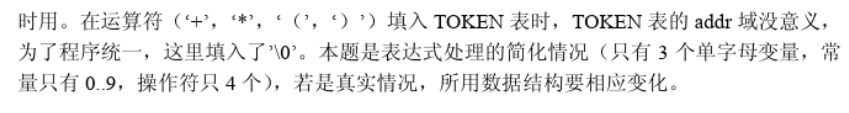 时用。在运算符（‘+’，‘*’，‘（’，‘）’）填入 TOKEN 表时，TOKEN 表的 addr 域没意义，
为了程序统一，这里填入了’\0’。本题是表达式处理的简化情况（只有 3 个单字母变量，常
量只有 0..9，操作符只 4 个），若是真实情况，所用数据结构要相应变化。